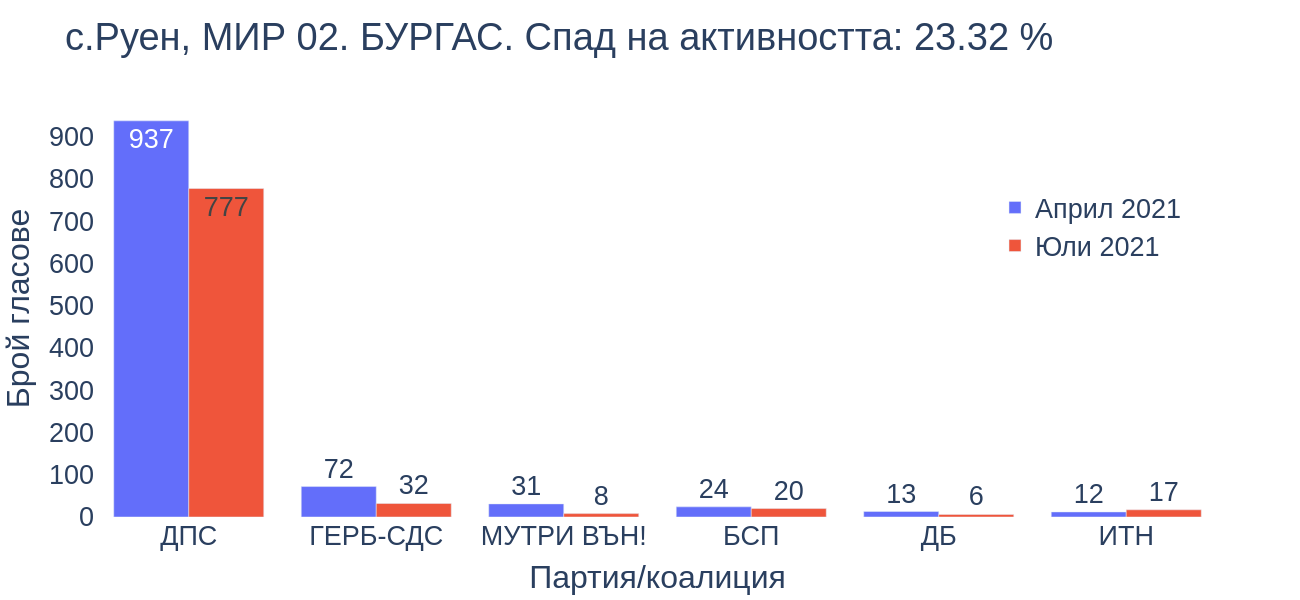 с.Руен, МИР 02. БУРГАС. Спад на активността: 23.32 %
Брой гласове
900
800
700
600
500
400
300
200
100
0
937
777
72
32
31
8
24
20
13
6
12
17
Април 2021
Юли 2021
ДПС
ГЕРБ-СДС
МУТРИ ВЪН!
БСП
ДБ
ИТН
Партия/коалиция